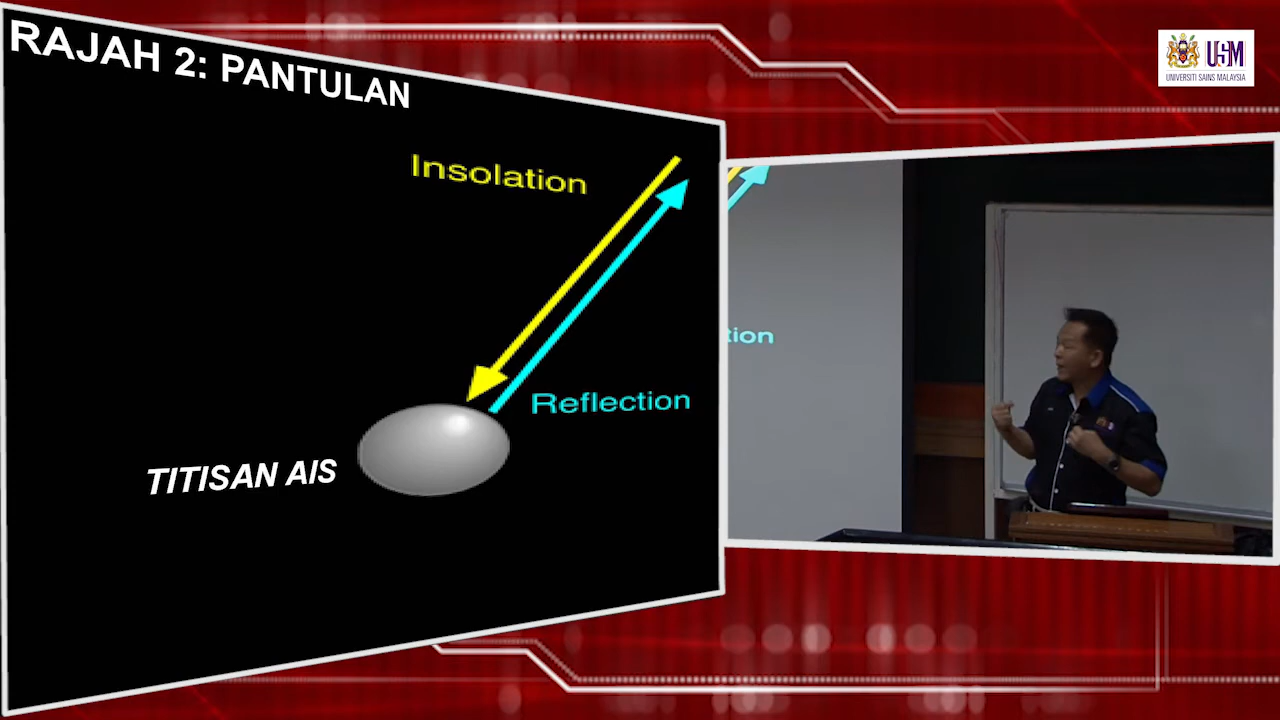 RAJAH 2: PANTULAN
Insolation
Reflection
TITISAN AIS
tion
USM
UNIVERSITI SAINS MALAYSIA